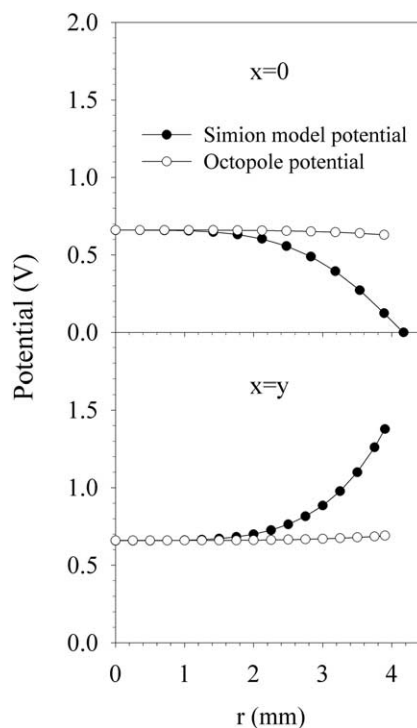 2.0
x=0
Simion model potential
Octopole potential
1.5
1.0
0.5
0.0
Potential (V)
x=y
1.5
1.0
0.5
0.0
0 1 2 3 4
r (mm)